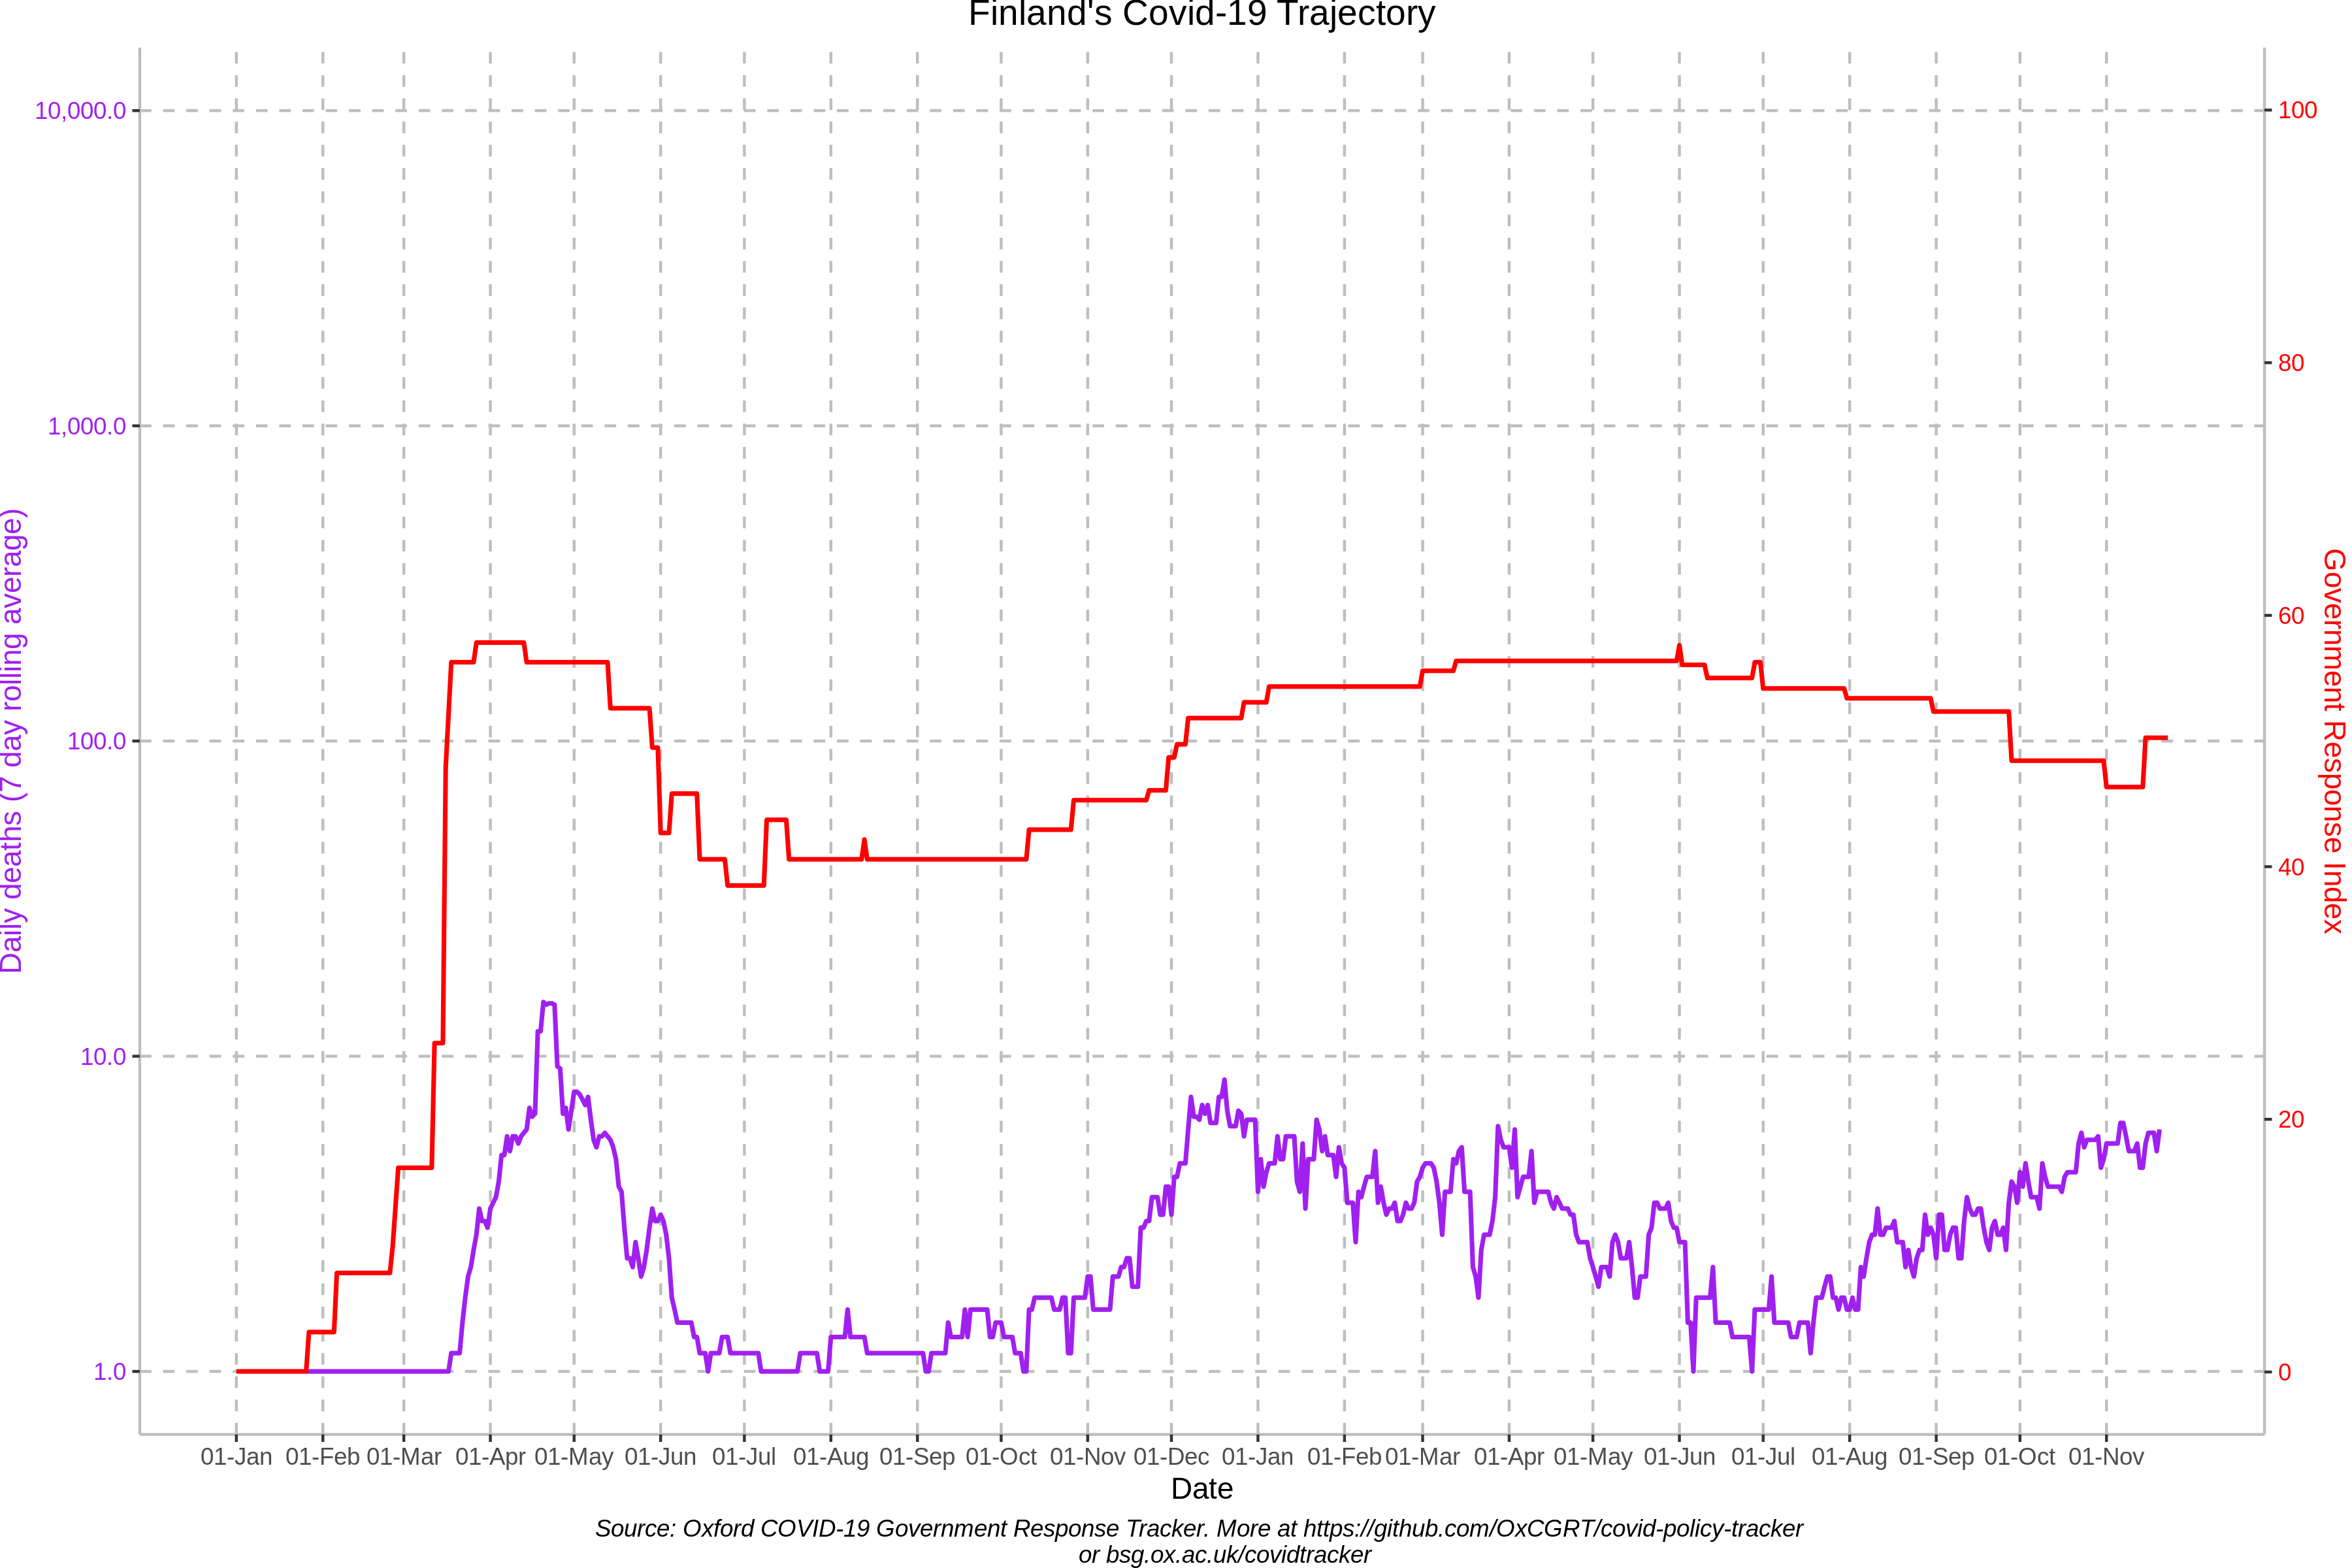 Finland's Covid-19 Trajectory
10,000.0
1,000.0
100.0
10.0
1.0
Daily deaths (7 day rolling average)
100
80
60
40
20
0
Government Response Index
01-Jan 01-Feb 01-Mar 01-Apr 01-May 01-Jun 01-Jul 01-Aug 01-Sep 01-Oct 01-Nov 01-Dec 01-Jan 01-Feb 01-Mar 01-Apr 01-May 01-Jun 01-Jul 01-Aug 01-Sep 01-Oct 01-Nov
Date
Source: Oxford COVID-19 Government Response Tracker. More at https://github.com/OxCGRT/covid-policy-tracker
or bsg.ox.ac.uk/covidtracker